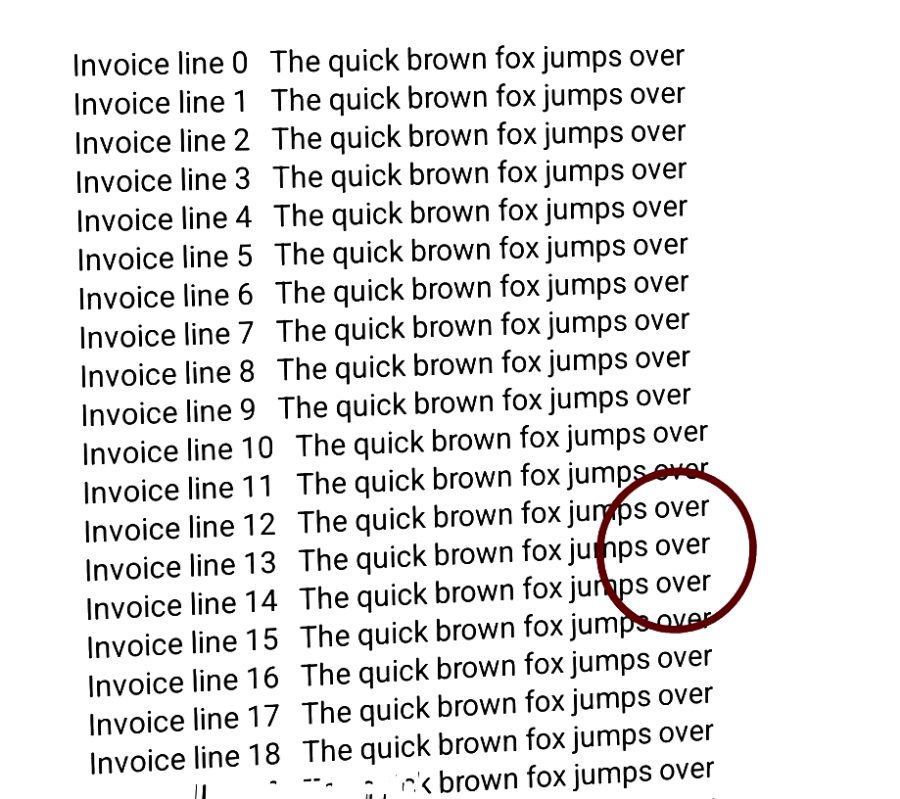 Invoice line 0 The quick brown fox jumps over
Invoice line 1 The quick brown fox jumps over
Invoice line 2 The quick brown fox jumps over
Invoice line 3 The quick brown fox jumps over
Invoice line 4 The quick brown fox jumps over
Invoice line 5 The quick brown fox jumps over
Invoice line 6 The quick brown fox jumps over
Invoice line 7 The quick brown fox jumps over
Invoice line 8 The quick brown fox jumps over
Invoice line 9 The quick brown fox jumps over
Invoice line 10 The quick brown fox jumps over
Invoice line 11 The quick brown fox jumps over
Invoice line 12 The quick brown fox jumps over
Invoice line 13 The quick brown fox jumps over
Invoice line 14 The quick brown fox jumps over
Invoice line 15 The quick brown fox jumps over
Invoice line 16 The quick brown fox jumps over
Invoice line 17 The quick brown fox jumps over
Invoice line 18 The quick brown fox jumps over
brown fox jumps over